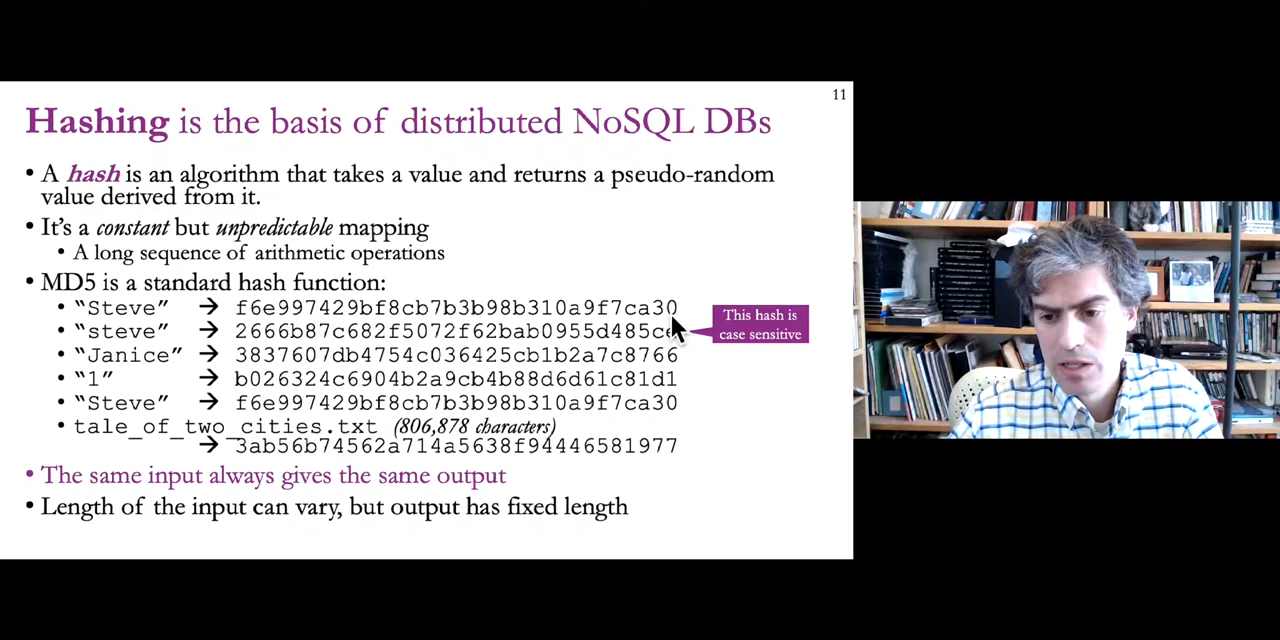 11
Hashing is the basis of distributed NoSQL DBs
• A hash is an algorithm that takes a value and returns a pseudo-random
value derived from it.
• It's a constant but unpredictable mapping
• A long sequence of arithmetic operations
• MD5 is a standard hash function:
• “Steve” → f6e997429bf8cb7b3b98b310a9f7ca30
• “steve” → 2666b87c682f5072f62bab0955d485ce
This hash is
case sensitive
• “Janice” → 3837607db4754c036425cb1b2a7c8766
• “1” → b026324c6904b2a9cb4b88d6d61c81d1
• “Steve” → f6e997429bf8cb7b3b98b310a9f7ca30
• tale_of_two_cities.txt (806,878 characters)
→ 3ab56b74562a714a5638f94446581977
• The same input always gives the same output
• Length of the input can vary, but output has fixed length